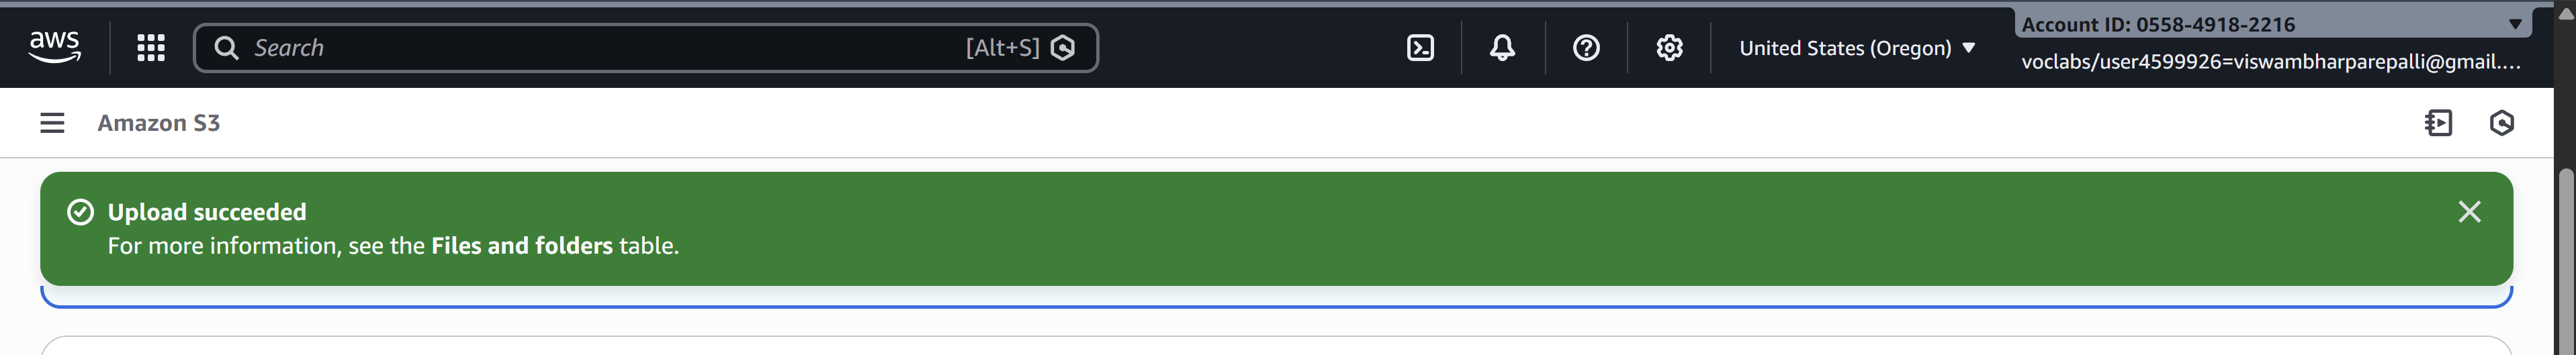 aws
Search
[Alt+S]
United States (Oregon)
Account ID: 0558-4918-2216
voclabs/user4599926=viswambharparepalli@gmail....
Amazon S3
Upload succeeded
For more information, see the Files and folders table.